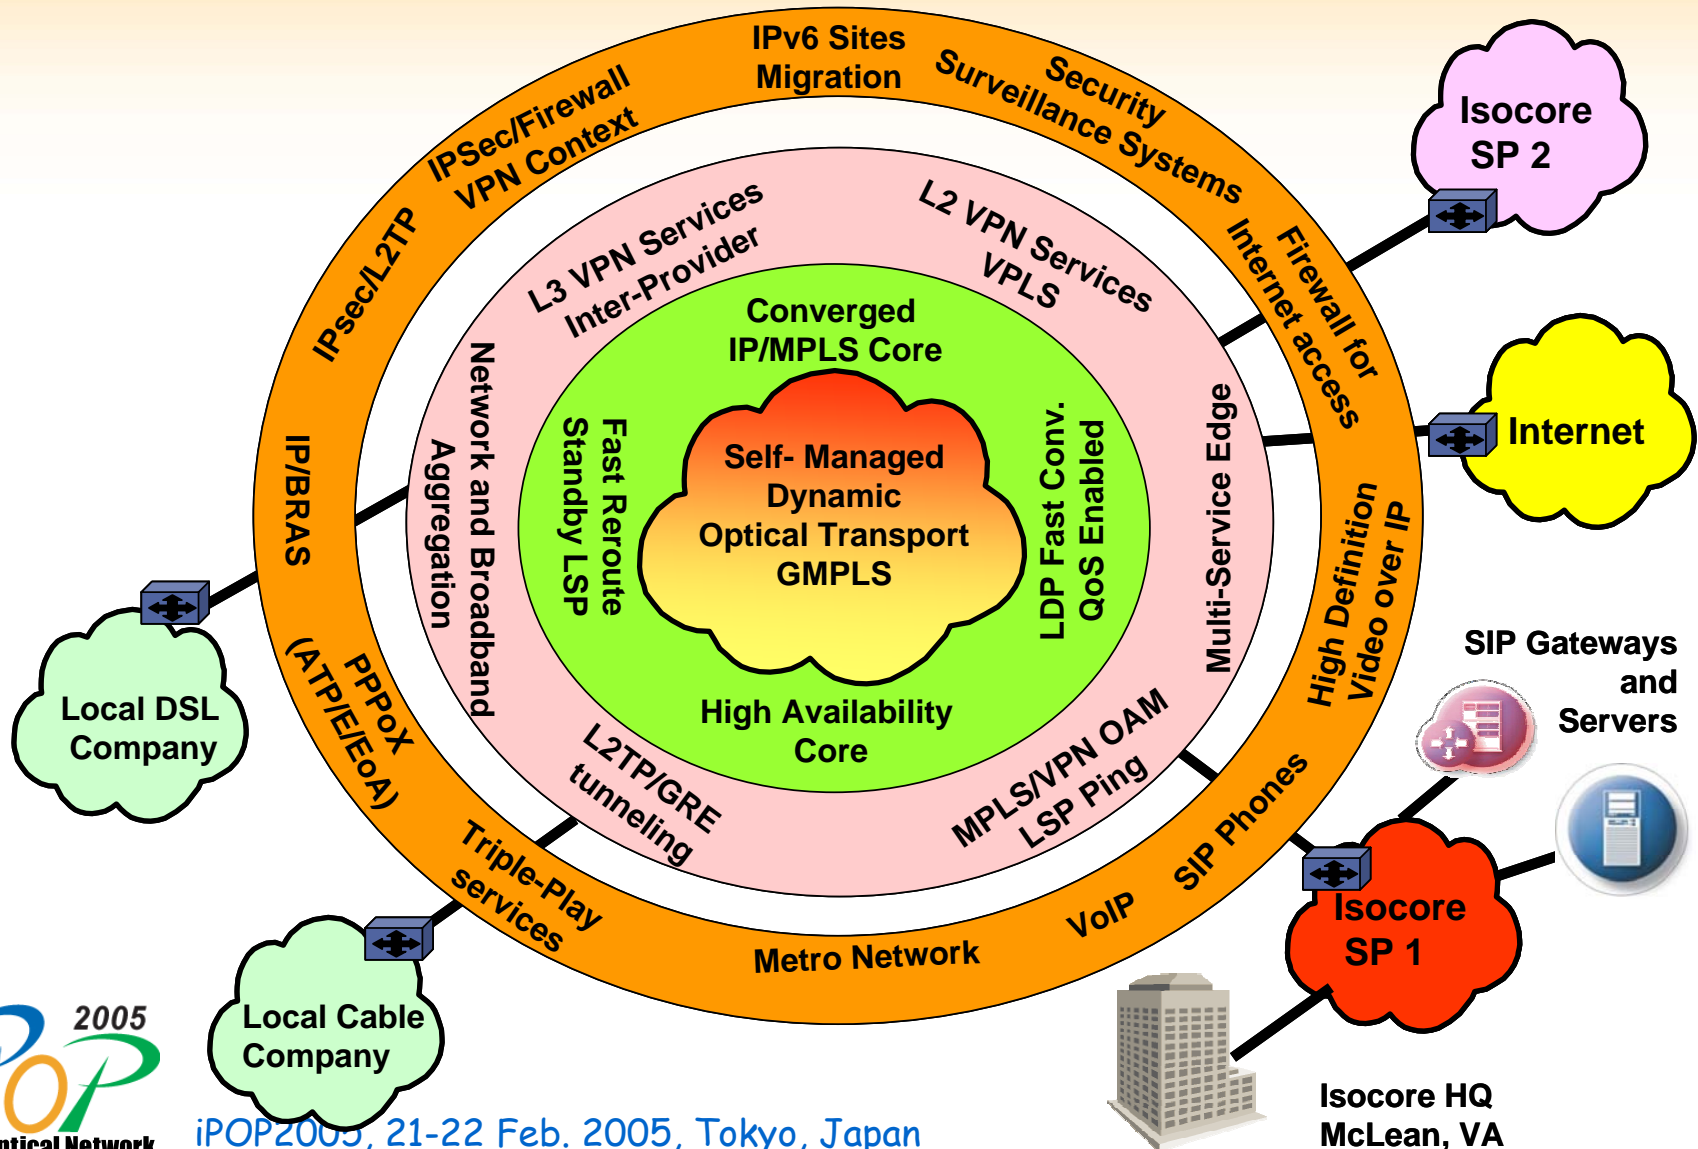 IPv6 Sites
Migration
Security
Surveillance Systems
IPSec/Firewall
VPN Context
IPsec/L2TP
IP/BRAS
PPPoX
(ATP/E/EoA)
Triple-Play
services
Metro Network
VoIP
SIP Phones
High Definition
Video over IP
Firewall for
Internet access
L3 VPN Services
Inter-Provider
L2 VPN Services
VPLS
Network and Broadband
Aggregation
Multi-Service Edge
L2TP/GRE
tunneling
MPLS/VPN OAM
LSP Ping
Converged
IP/MPLS Core
Fast Reroute
Standby LSP
LDP Fast Conv.
QoS Enabled
High Availability
Core
Self- Managed
Dynamic
Optical Transport
GMPLS
Isocore
SP 2
Internet
SIP Gateways
and
Servers
Isocore
SP 1
Isocore HQ
McLean, VA
Local DSL
Company
Local Cable
Company
2005
POP
Network
iPOP2005, 21-22 Feb. 2005, Tokyo, Japan